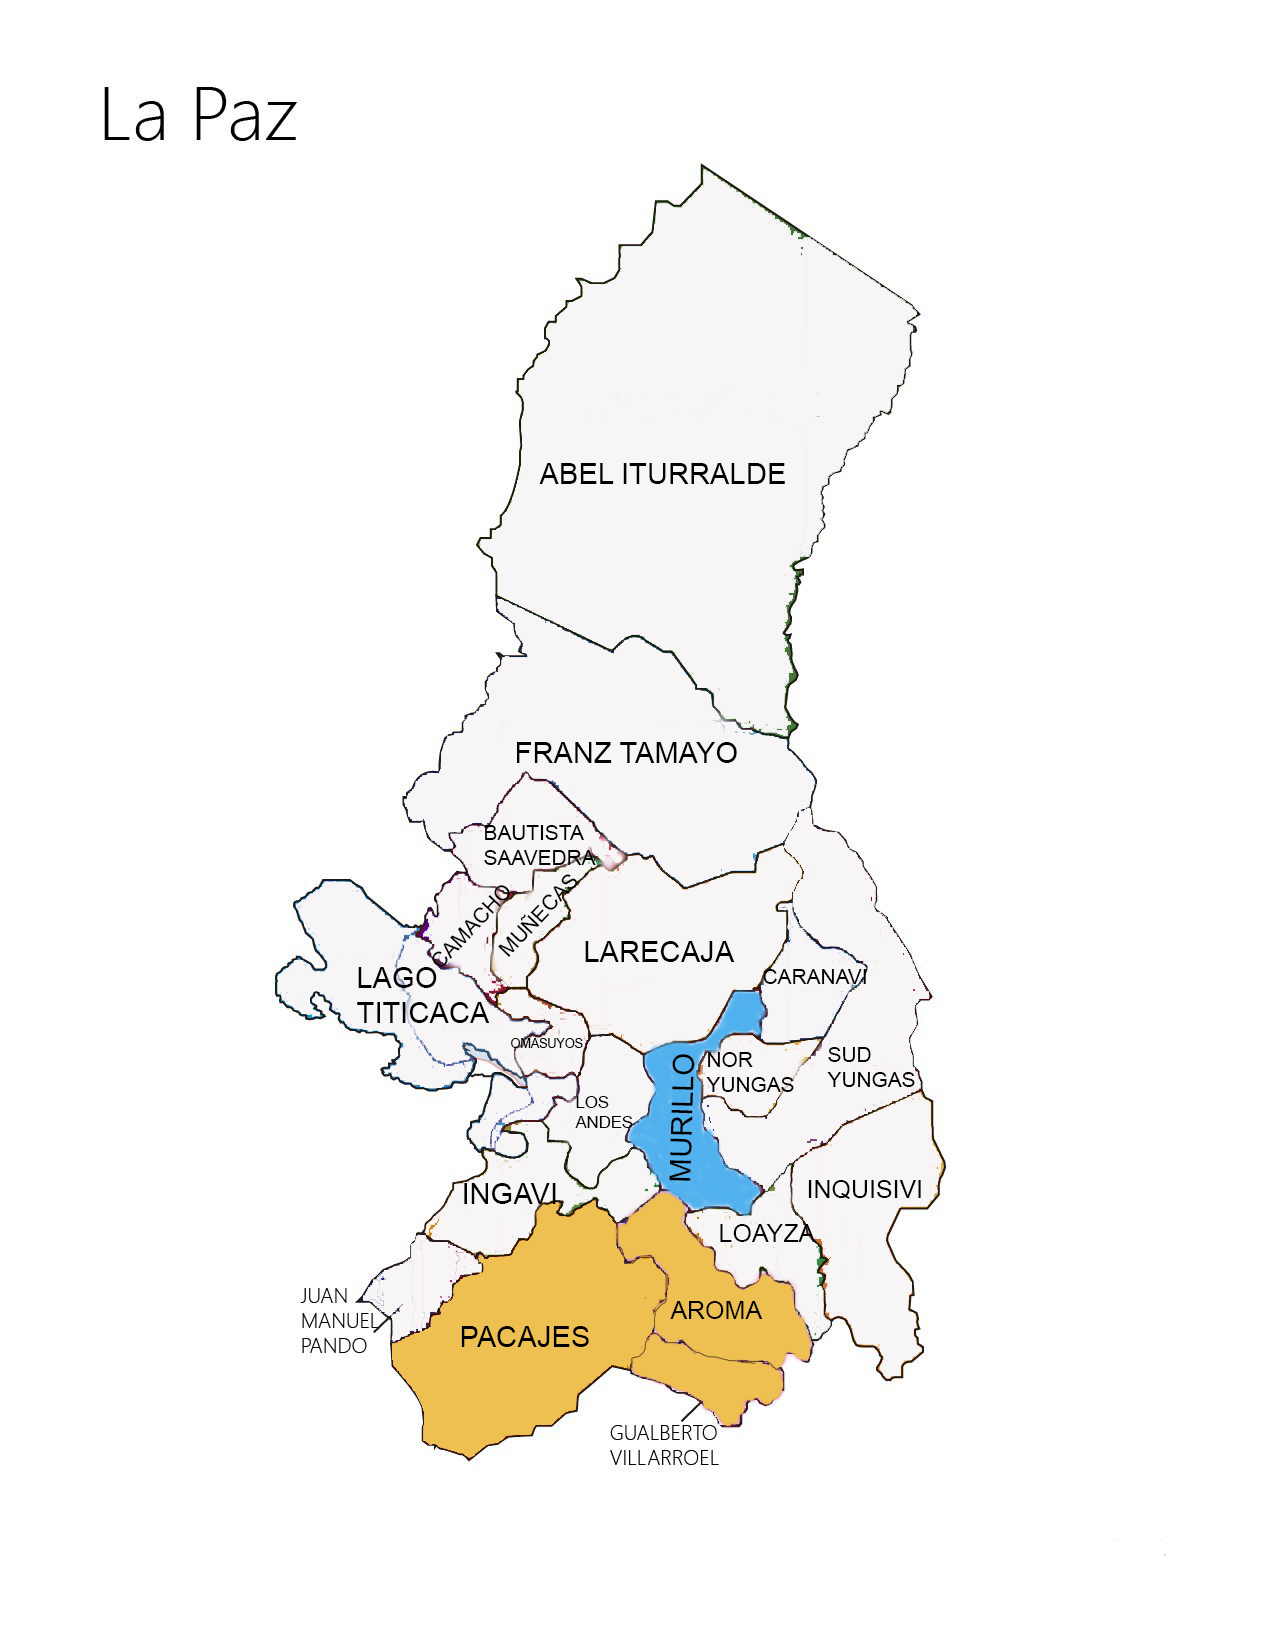 La Paz
ABEL ITURRALDE
FRANZ TAMAYO
BAUTISTA
SAAVEDRA
CAMACHO
MUÑECAS
LARECAJA
LAGO
TITICACA
CARANAVI
OMASUYOS
NOR
YUNGAS
SUD
YUNGAS
LOS
ANDES
MURILLO
INGAVI
INQUISIVI
LOAYZA
JUAN
MANUEL
PANDO
AROMA
PACAJES
GUALBERTO
VILLARROEL